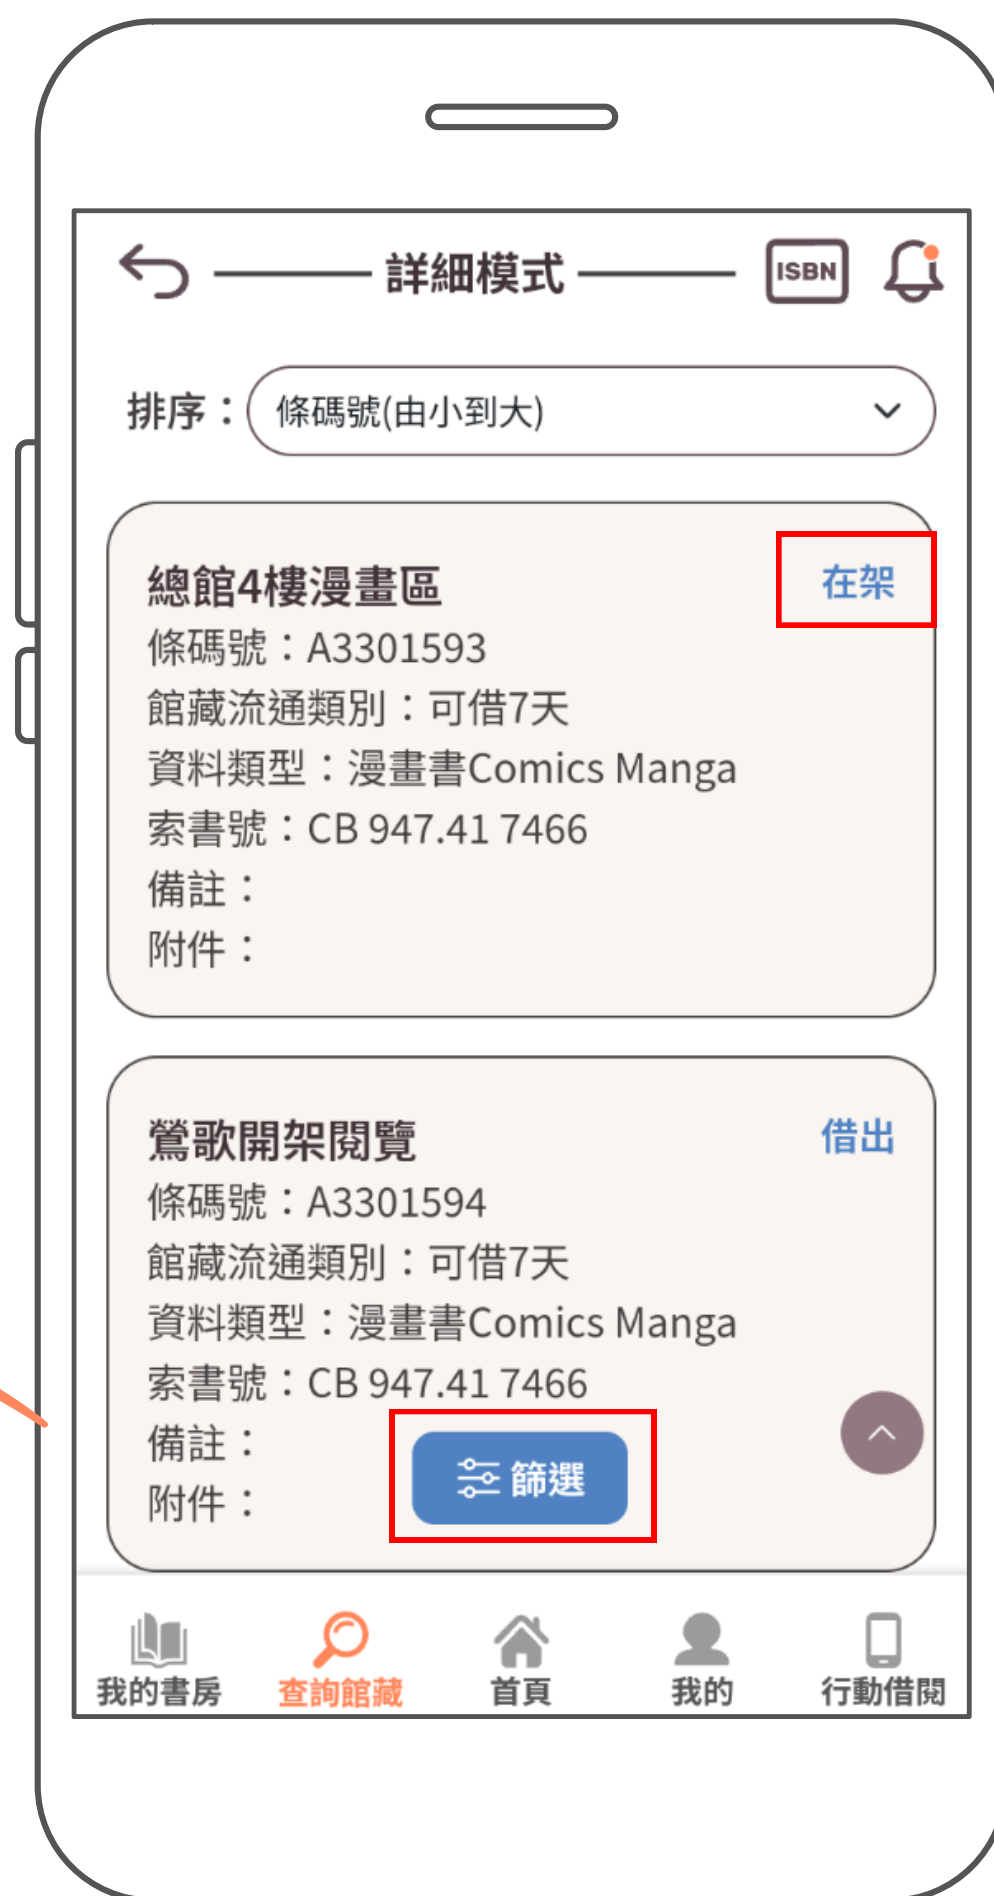 詳細模式
ISBN
排序：條碼號(由小到大)
總館4樓漫畫區
在架
條碼號：A3301593
館藏流通類別：可借7天
資料類型：漫畫書Comics Manga
索書號：CB 947.41 7466
備註：
附件：
鶯歌開架閱覽
借出
條碼號：A3301594
館藏流通類別：可借7天
資料類型：漫畫書Comics Manga
索書號：CB 947.41 7466
備註：
附件：
篩選
我的書房
查詢館藏
首頁
我的
行動借閱